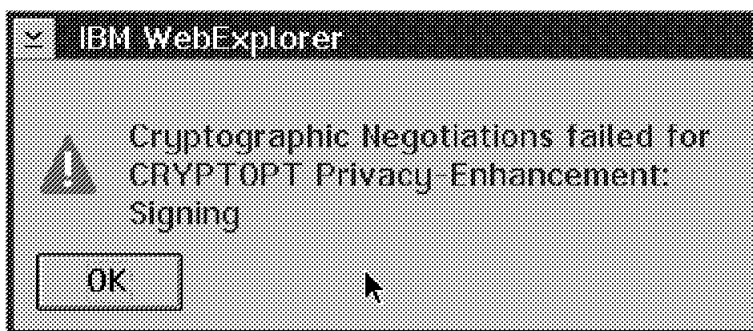 IBM WebExplorer
Cryptographic Negotiations failed for
CRYPTOPT Privacy-Enhancement:
Signing
OK